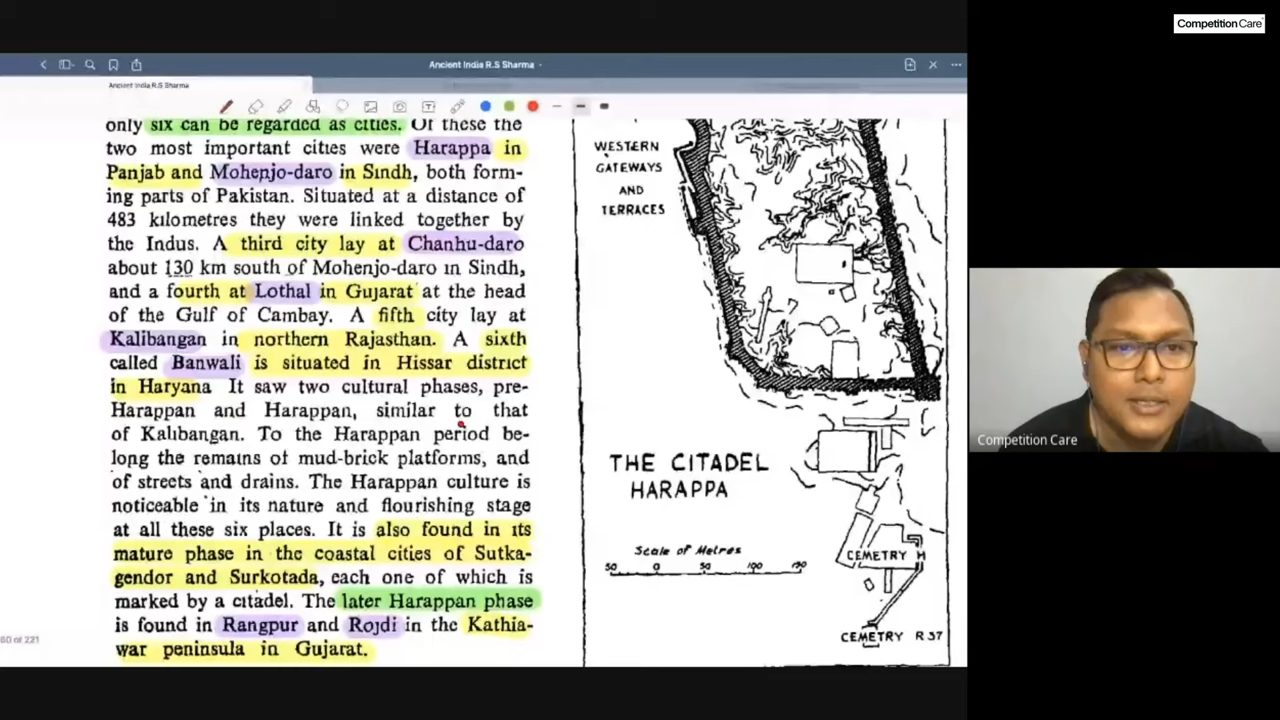 CompetitionCare
Ancient India R.S Sharma
Ancient India R.S Sharma
only six can be regarded as cities. Of these the
two most important cities were Harappa in
Panjab and Mohenjo-daro in Sindh, both form-
ing parts of Pakistan. Situated at a distance of
483 kilometres they were linked together by
the Indus. A third city lay at Chanhu-daro
about 130 km south of Mohenjo-daro in Sindh,
and a fourth at Lothal in Gujarat at the head
of the Gulf of Cambay. A fifth city lay at
Kalibangan in northern Rajasthan. A sixth
called Banwali is situated in Hissar district
in Haryana It saw two cultural phases, pre-
Harappan and Harappan, similar to that
of Kalibangan. To the Harappan period be-
long the remains of mud-brick platforms, and
of streets and drains. The Harappan culture is
noticeable in its nature and flourishing stage
at all these six places. It is also found in its
mature phase in the coastal cities of Sutka-
gendor and Surkotada, each one of which is
marked by a citadel. The later Harappan phase
is found in Rangpur and Rojdi in the Kathia-
war peninsula in Gujarat.
60 of 221
WESTERN
GATEWAYS
AND
TERRACES
THE CITADEL
HARAPPA
Scale of Metres
50 0 50 100 150
CEMETRY H
CEMETRY R 37
Competition Care